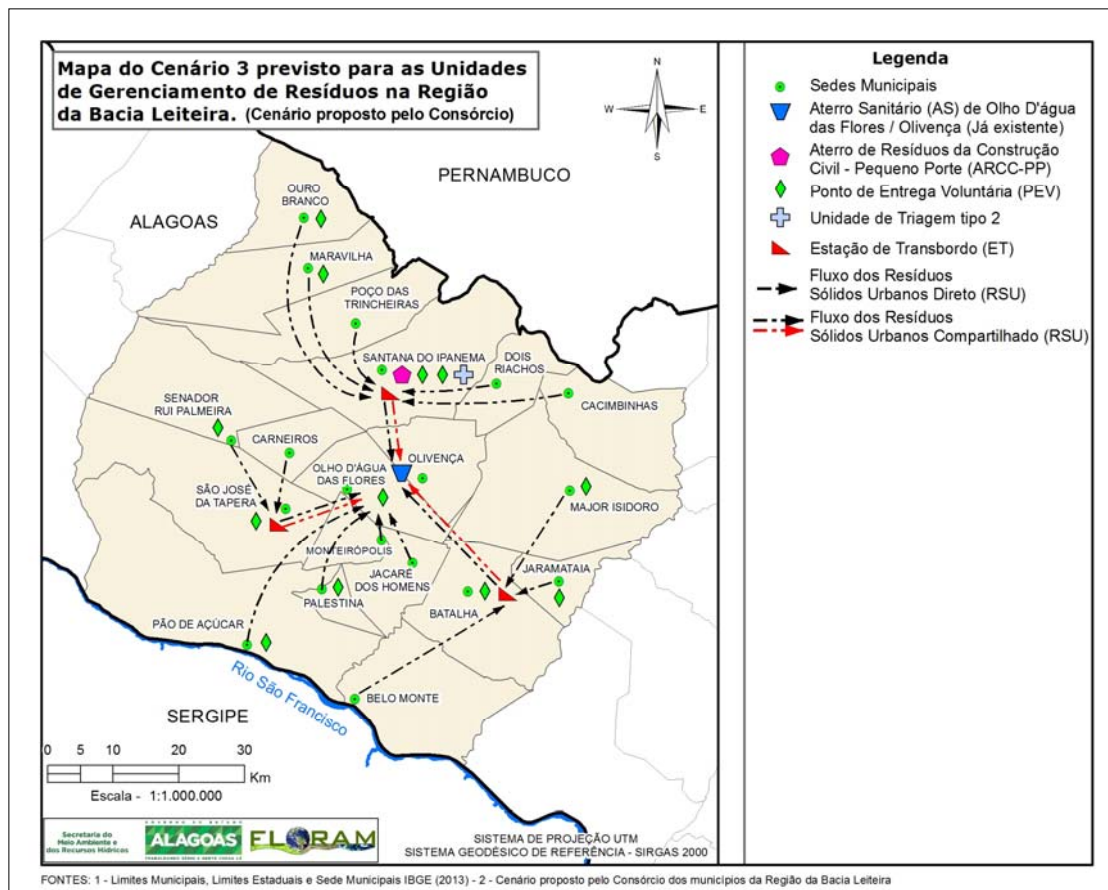 Mapa do Cenário 3 previsto para as Unidades
de Gerenciamento de Resíduos na Região
da Bacia Leiteira. (Cenário proposto pelo Consórcio)
N
W
E
S
PERNAMBUCO
ALAGOAS
OURO
BRANCO
MARAVILHA
POÇO DAS
TRINCHEIRAS
SANTANA DO IPANEMA
DOIS
RIACHOS
CACIMBINHAS
SENADOR
RUI PALMEIRA
CARNEIROS
OLIVENÇA
OLHO D'ÁGUA
DAS FLORES
SÃO JOSÉ
DA TAPERA
MAJOR ISIDORO
MONTEIRÓPOLIS
JACARÉ
DOS HOMENS
JARAMATAIA
PALESTINA
BATALHA
PÃO DE AÇÚCAR
BELO MONTE
Rio São Francisco
SERGIPE
0 5 10 20 30
Km
Escala - 1:1.000.000
Secretaria do
Meio Ambiente e
dos Recursos Hídricos
GOVERNO DO ESTADO
ALAGOAS
FLORAM
SISTEMA DE PROJEÇÃO UTM
SISTEMA GEODÉSICO DE REFERÊNCIA - SIRGAS 2000
Legenda
Sedes Municipais
Aterro Sanitário (AS) de Olho D'água
das Flores / Olivença (Já existente)
Aterro de Resíduos da Construção
Civil - Pequeno Porte (ARCC-PP)
Ponto de Entrega Voluntária (PEV)
Unidade de Triagem tipo 2
Estação de Transbordo (ET)
Fluxo dos Resíduos
Sólidos Urbanos Direto (RSU)
Fluxo dos Resíduos
Sólidos Urbanos Compartilhado (RSU)
FONTES: 1 - Limites Municipais, Limites Estaduais e Sede Municipais IBGE (2013) - 2 - Cenário proposto pelo Consórcio dos municípios da Região da Bacia Leiteira